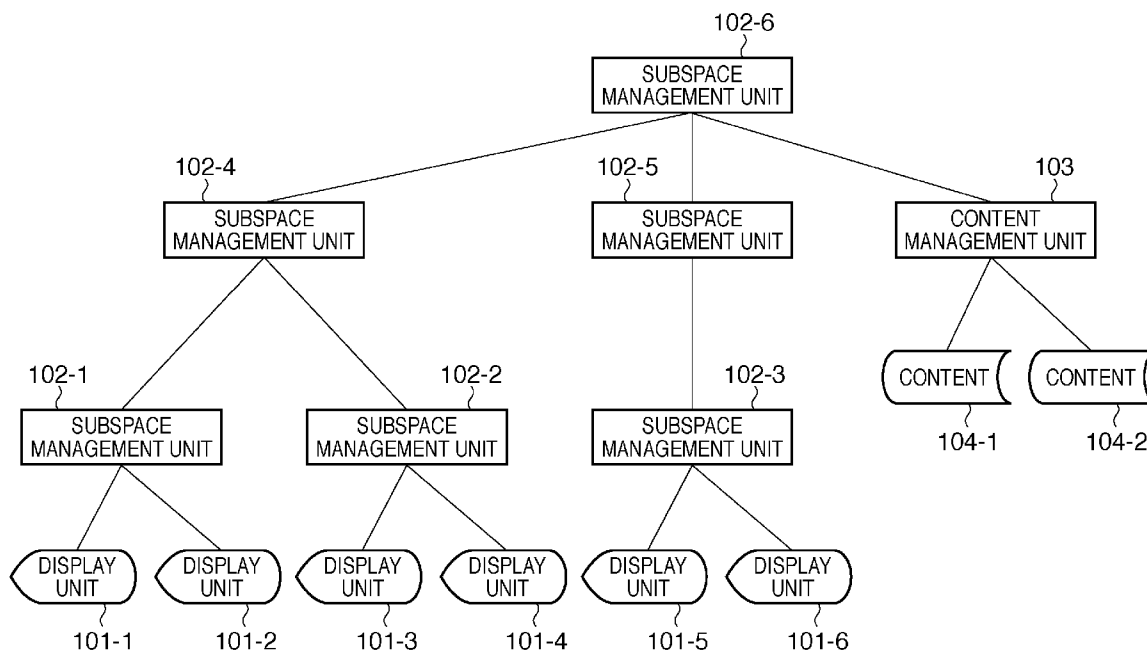 102-6
SUBSPACE
MANAGEMENT UNIT
102-4
SUBSPACE
MANAGEMENT UNIT
102-5
SUBSPACE
MANAGEMENT UNIT
103
CONTENT
MANAGEMENT UNIT
102-1
SUBSPACE
MANAGEMENT UNIT
102-2
SUBSPACE
MANAGEMENT UNIT
102-3
SUBSPACE
MANAGEMENT UNIT
CONTENT
104-1
CONTENT
104-2
DISPLAY
UNIT
101-1
DISPLAY
UNIT
101-2
DISPLAY
UNIT
101-3
DISPLAY
UNIT
101-4
DISPLAY
UNIT
101-5
DISPLAY
UNIT
101-6